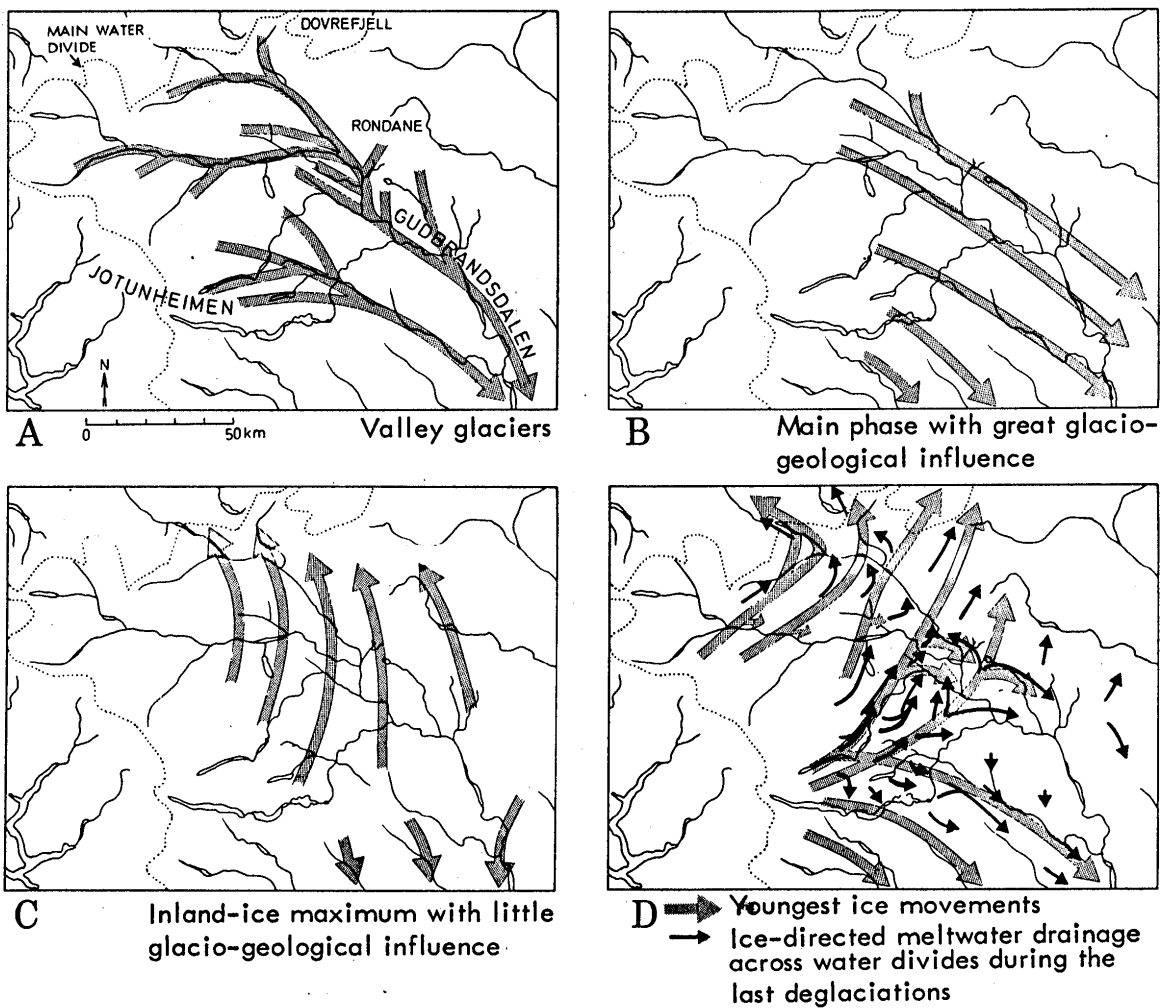 MAIN WATER
DIVIDE
DOVREFJELL
RONDANE
GUDBRANDSDALEN
JOTUNHEIMEN
N
0 50 km
A Valley glaciers
B Main phase with great glacio-
geological influence
C Inland-ice maximum with little
glacio-geological influence
D Youngest ice movements
Ice-directed meltwater drainage
across water divides during the
last deglaciations